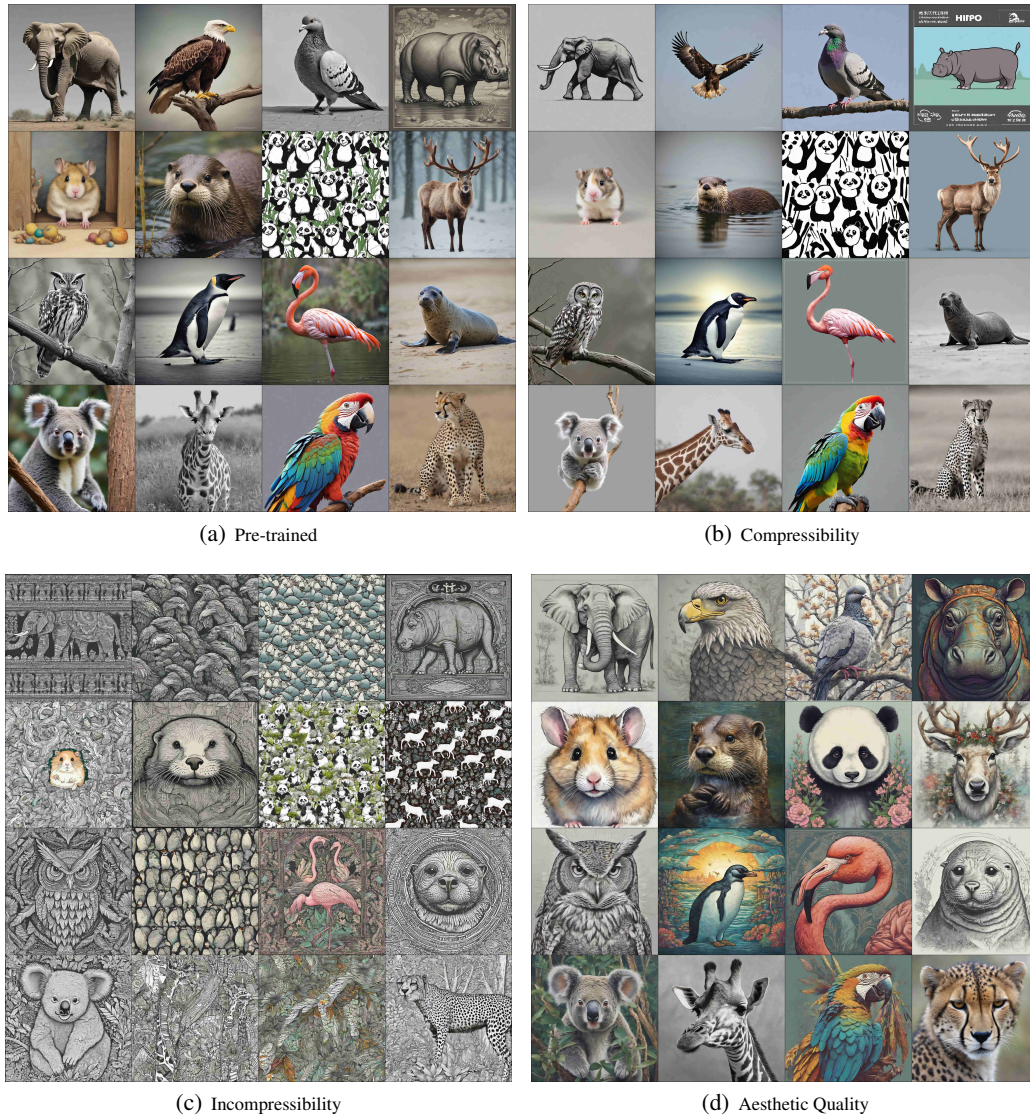 HIPPO
(a) Pre-trained
(b) Compressibility
(c) Incompressibility
(d) Aesthetic Quality